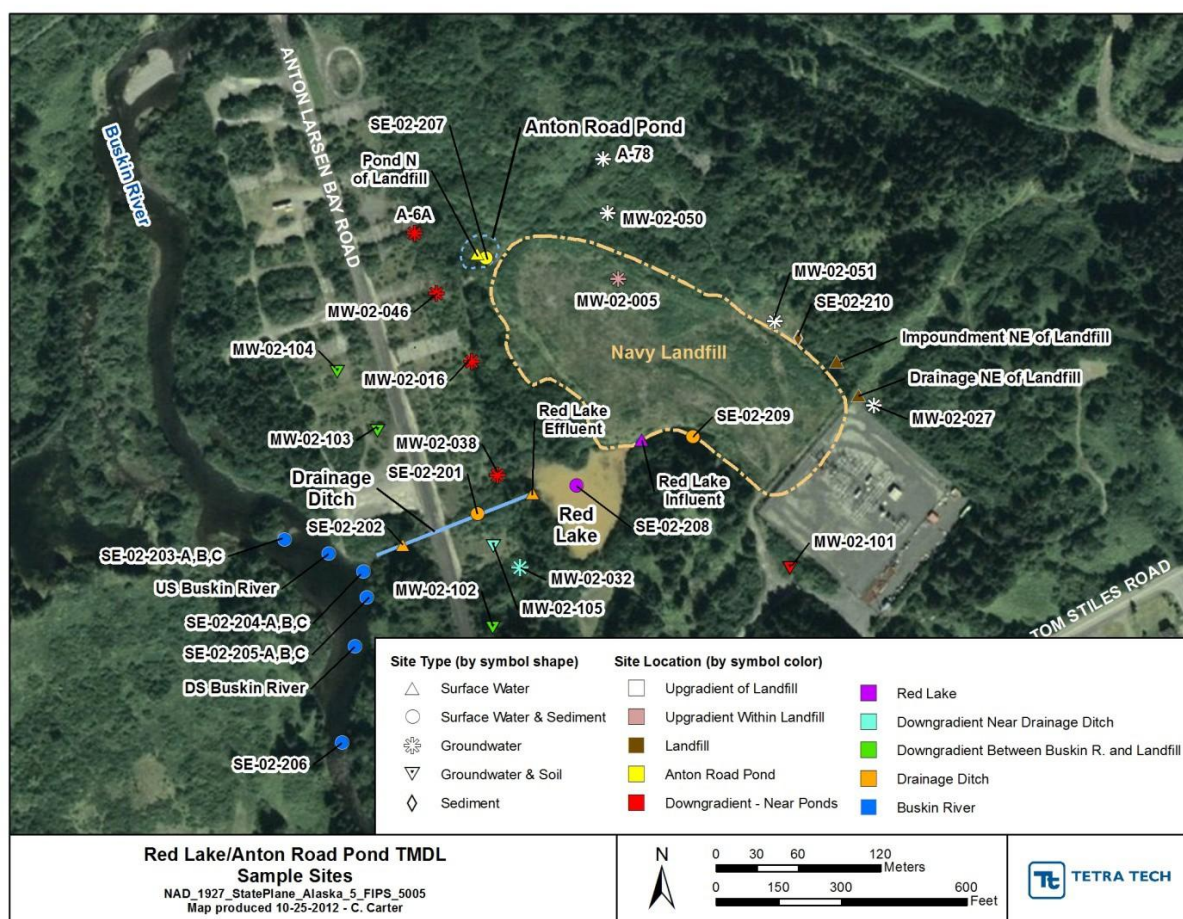 ANTON LARSEN BAY ROAD
Buskin River
SE-02-207
Anton Road Pond
Pond N
of Landfill
A-78
A-6A
MW-02-050
MW-02-051
SE-02-210
MW-02-005
MW-02-046
Impoundment NE of Landfill
Navy Landfill
MW-02-104
Drainage NE of Landfill
MW-02-016
Red Lake
Effluent
SE-02-209
MW-02-027
MW-02-103
MW-02-038
SE-02-201
Drainage
Ditch
Red Lake
Influent
Red
Lake
SE-02-202
SE-02-208
SE-02-203-A,B,C
MW-02-101
US Buskin River
MW-02-032
MW-02-102
MW-02-105
SE-02-204-A,B,C
TOM STILES ROAD
SE-02-205-A,B,C
DS Buskin River
SE-02-206
Site Type (by symbol shape)
Surface Water
Surface Water & Sediment
Groundwater
Groundwater & Soil
Sediment
Site Location (by symbol color)
Upgradient of Landfill
Upgradient Within Landfill
Landfill
Anton Road Pond
Downgradient - Near Ponds
Red Lake
Downgradient Near Drainage Ditch
Downgradient Between Buskin R. and Landfill
Drainage Ditch
Buskin River
Red Lake/Anton Road Pond TMDL
Sample Sites
NAD_1927_StatePlane_Alaska_5_FIPS_5005
Map produced 10-25-2012 - C. Carter
N
0 30 60 120
Meters
0 150 300 600
Feet
Tt TETRA TECH